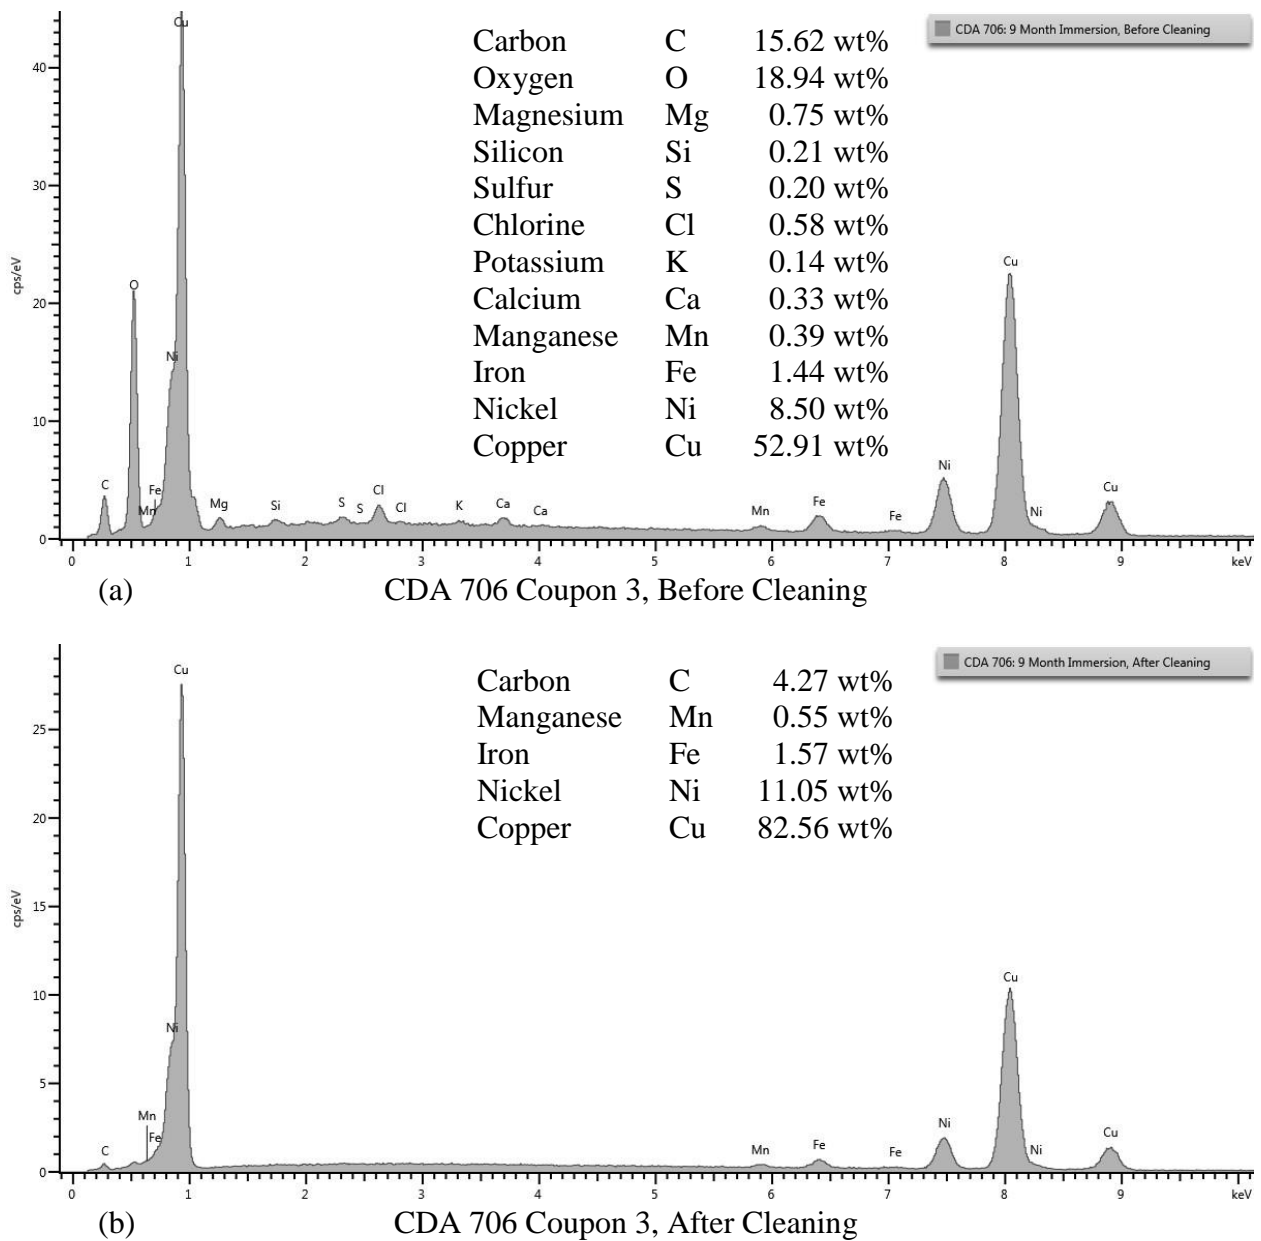 CDA 706: 9 Month Immersion, Before Cleaning
Carbon C 15.62 wt%
Oxygen O 18.94 wt%
Magnesium Mg 0.75 wt%
Silicon Si 0.21 wt%
Sulfur S 0.20 wt%
Chlorine Cl 0.58 wt%
Potassium K 0.14 wt%
Calcium Ca 0.33 wt%
Manganese Mn 0.39 wt%
Iron Fe 1.44 wt%
Nickel Ni 8.50 wt%
Copper Cu 52.91 wt%
cps/eV
40
30
20
10
0
Cu
O
Ni
C
Fe
Mn
Mg
Si
S
S
Cl
Cl
K
Ca
Ca
Mn
Fe
Fe
Ni
Cu
Ni
Cu
0 1 2 3 4 5 6 7 8 9 keV
(a) CDA 706 Coupon 3, Before Cleaning
CDA 706: 9 Month Immersion, After Cleaning
Carbon C 4.27 wt%
Manganese Mn 0.55 wt%
Iron Fe 1.57 wt%
Nickel Ni 11.05 wt%
Copper Cu 82.56 wt%
cps/eV
25
20
15
10
5
0
Cu
Ni
Mn
Fe
C
Mn
Fe
Fe
Ni
Cu
Ni
Cu
0 1 2 3 4 5 6 7 8 9 keV
(b) CDA 706 Coupon 3, After Cleaning